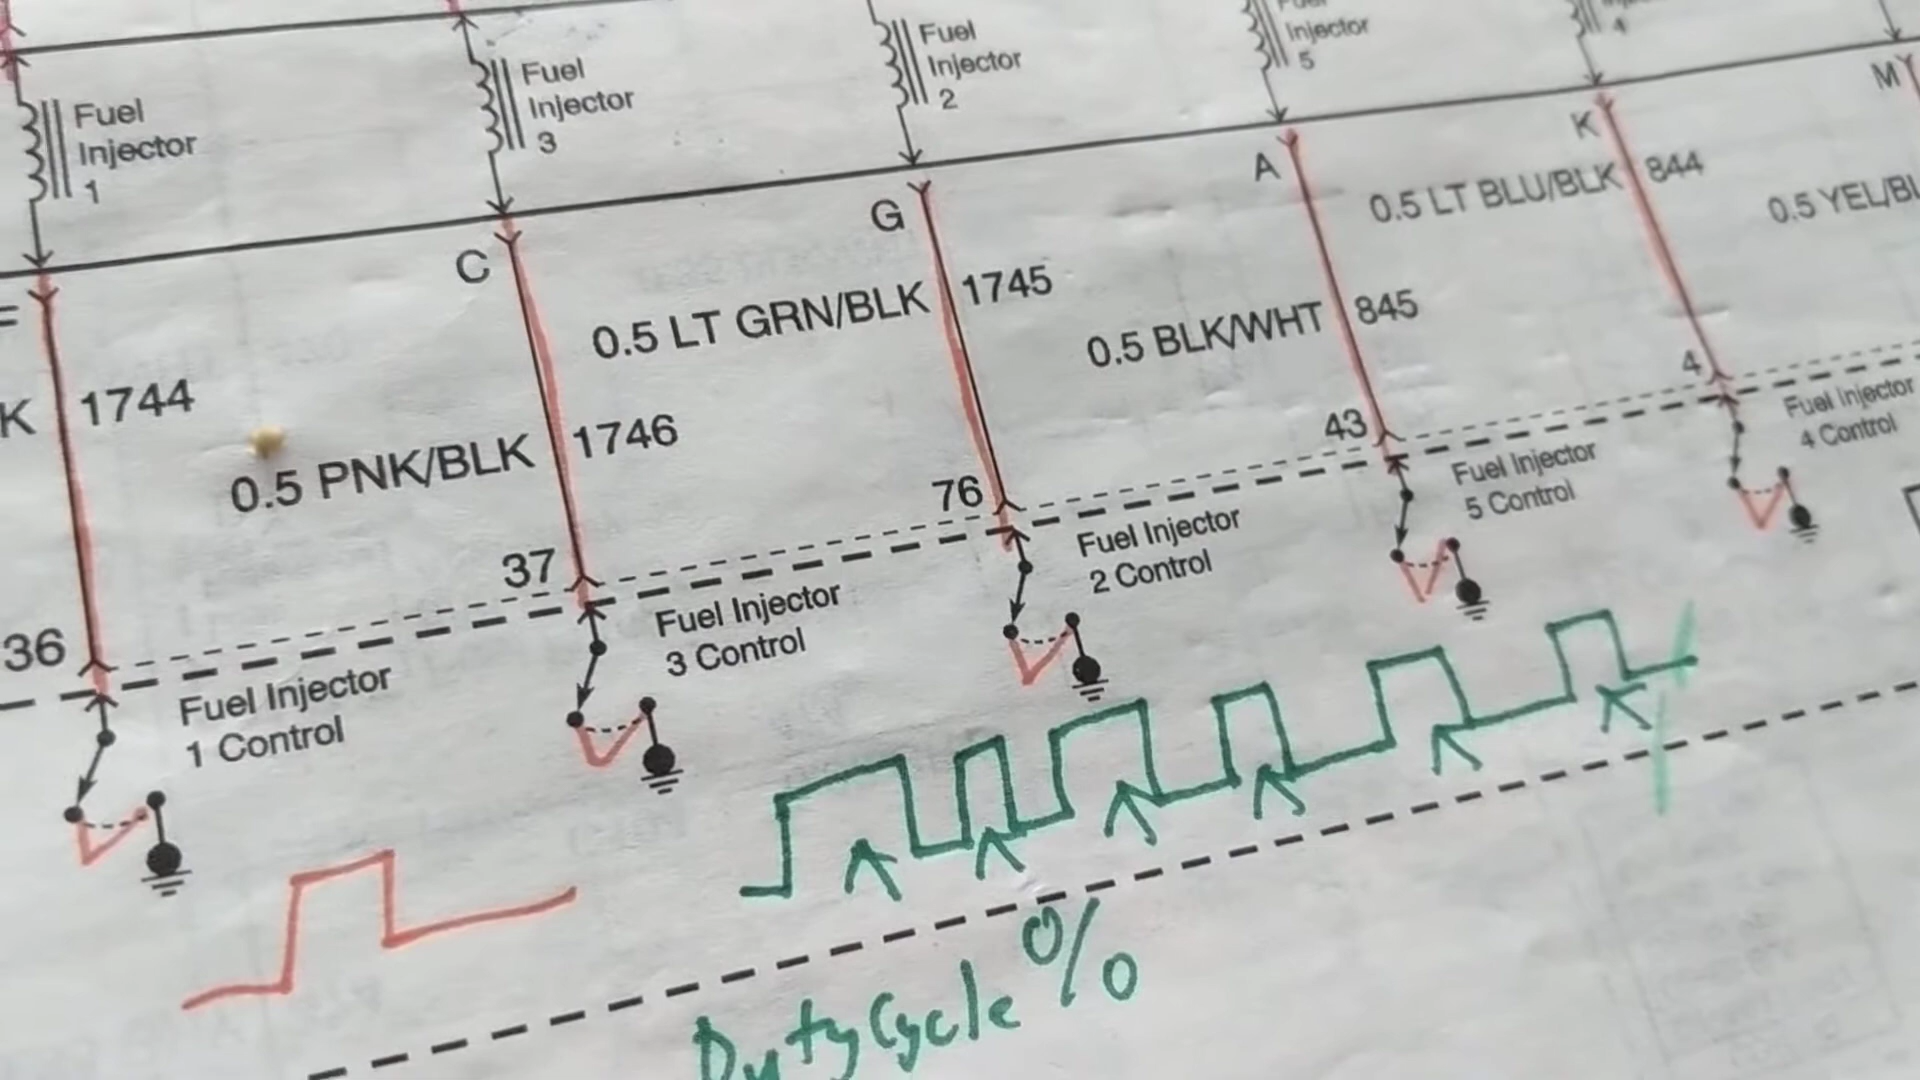 Fuel
Injector
1
Fuel
Injector
3
Fuel
Injector
2
Injector
5
4
F
C
G
A
K
M
K
1744
0.5 PNK/BLK
1746
0.5 LT GRN/BLK
1745
0.5 BLK/WHT
845
0.5 LT BLU/BLK
844
0.5 YEL/BL
36
37
76
43
4
Fuel Injector
1 Control
Fuel Injector
3 Control
Fuel Injector
2 Control
Fuel Injector
5 Control
Fuel Injector
4 Control
Duty Cycle %